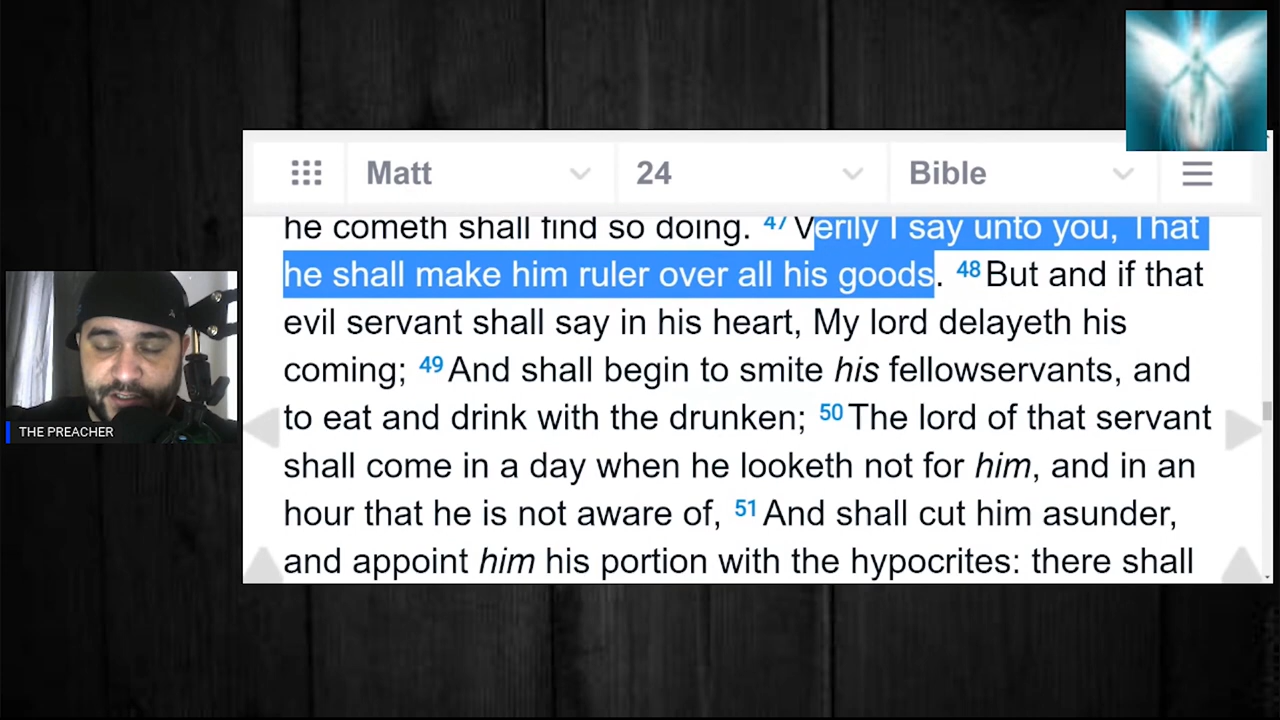 Matt 24 Bible
he cometh shall find so doing. 47 Verily I say unto you, That
he shall make him ruler over all his goods. 48 But and if that
evil servant shall say in his heart, My lord delayeth his
coming; 49 And shall begin to smite his fellowservants, and
to eat and drink with the drunken; 50 The lord of that servant
shall come in a day when he looketh not for him, and in an
hour that he is not aware of, 51 And shall cut him asunder,
and appoint him his portion with the hypocrites: there shall
THE PREACHER